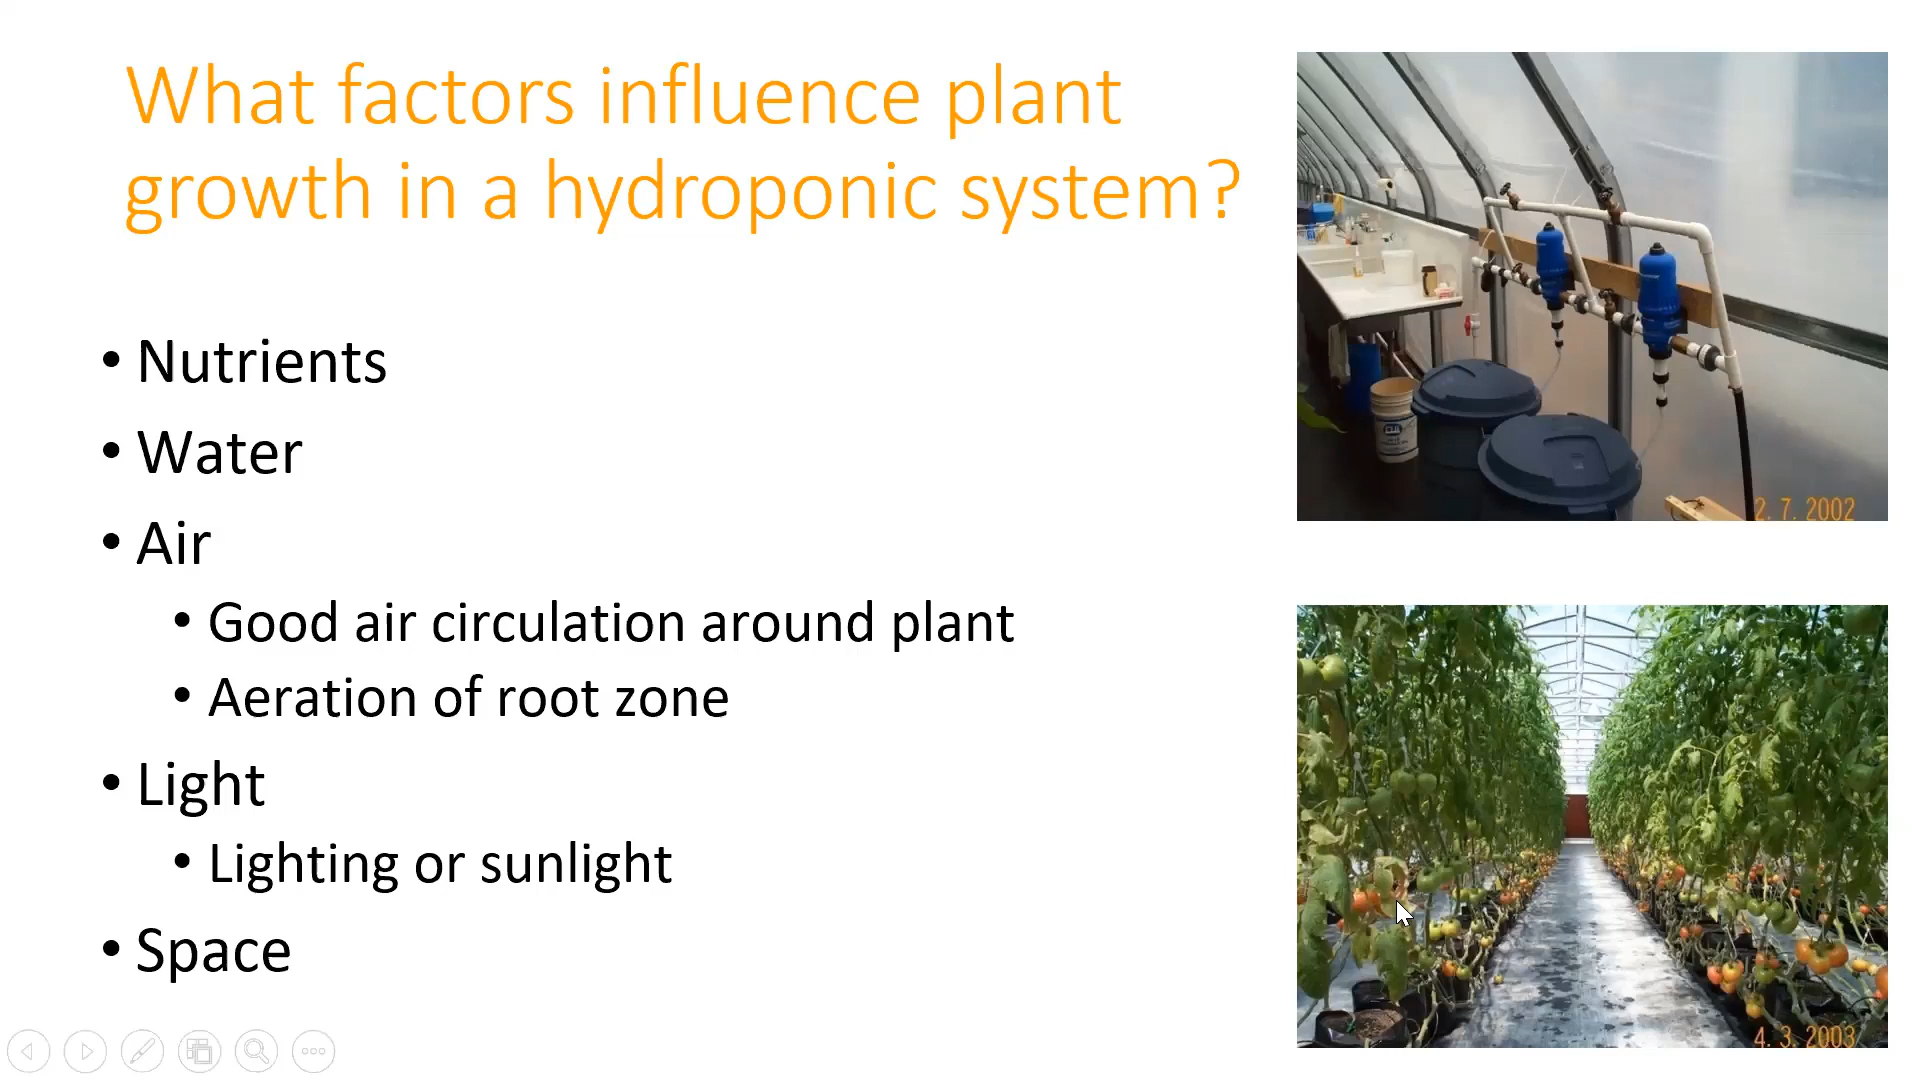 What factors influence plant
growth in a hydroponic system?
• Nutrients
• Water
• Air
• Good air circulation around plant
• Aeration of root zone
• Light
• Lighting or sunlight
• Space
2. 7. 2002
4. 3. 2003